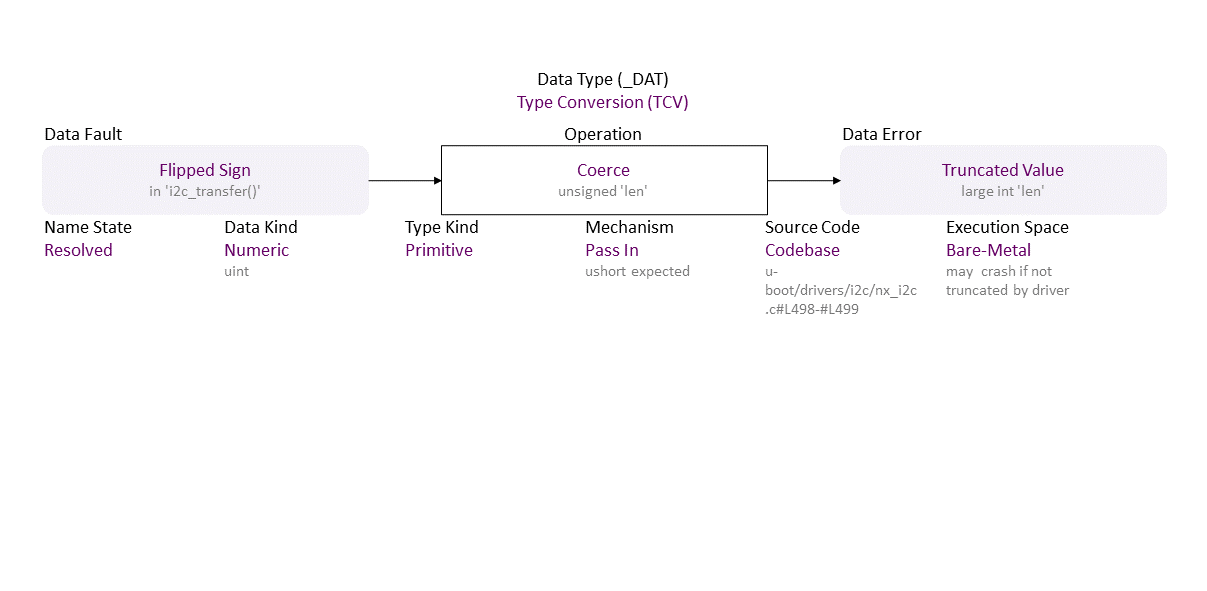 Data Type (_DAT)
Type Conversion (TCV)
Data Fault
Operation
Data Error
Flipped Sign
in 'i2c_transfer()'
Coerce
unsigned 'len'
Truncated Value
large int 'len'
Name State
Resolved
Data Kind
Numeric
uint
Type Kind
Primitive
Mechanism
Pass In
ushort expected
Source Code
Codebase
u-
boot/drivers/i2c/nx_i2c
.c#L498-#L499
Execution Space
Bare-Metal
may  crash if not
truncated by driver